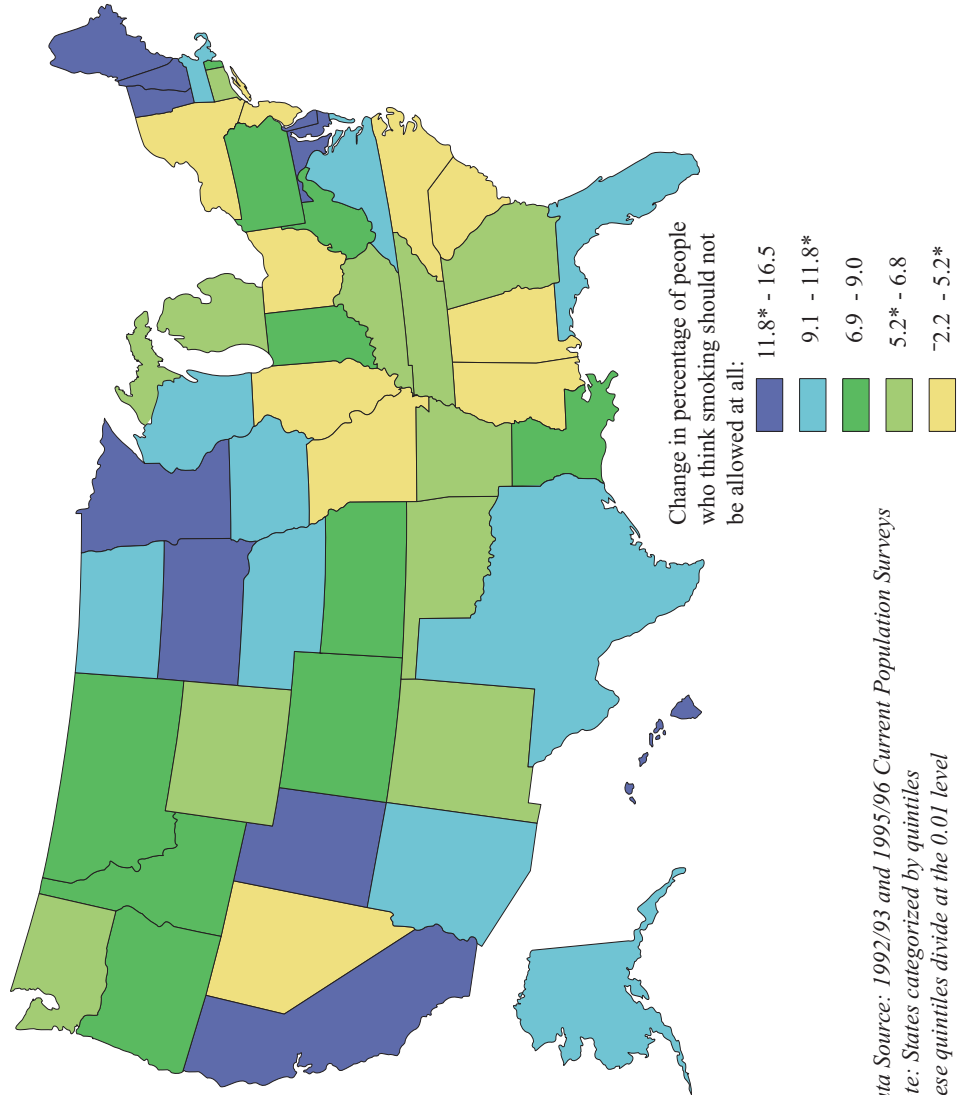 Change in percentage of people
who think smoking should not
be allowed at all:
11.8* - 16.5
9.1 - 11.8*
6.9 - 9.0
5.2* - 6.8
⁻2.2 - 5.2*
ta Source: 1992/93 and 1995/96 Current Population Surveys
te: States categorized by quintiles
ese quintiles divide at the 0.01 level